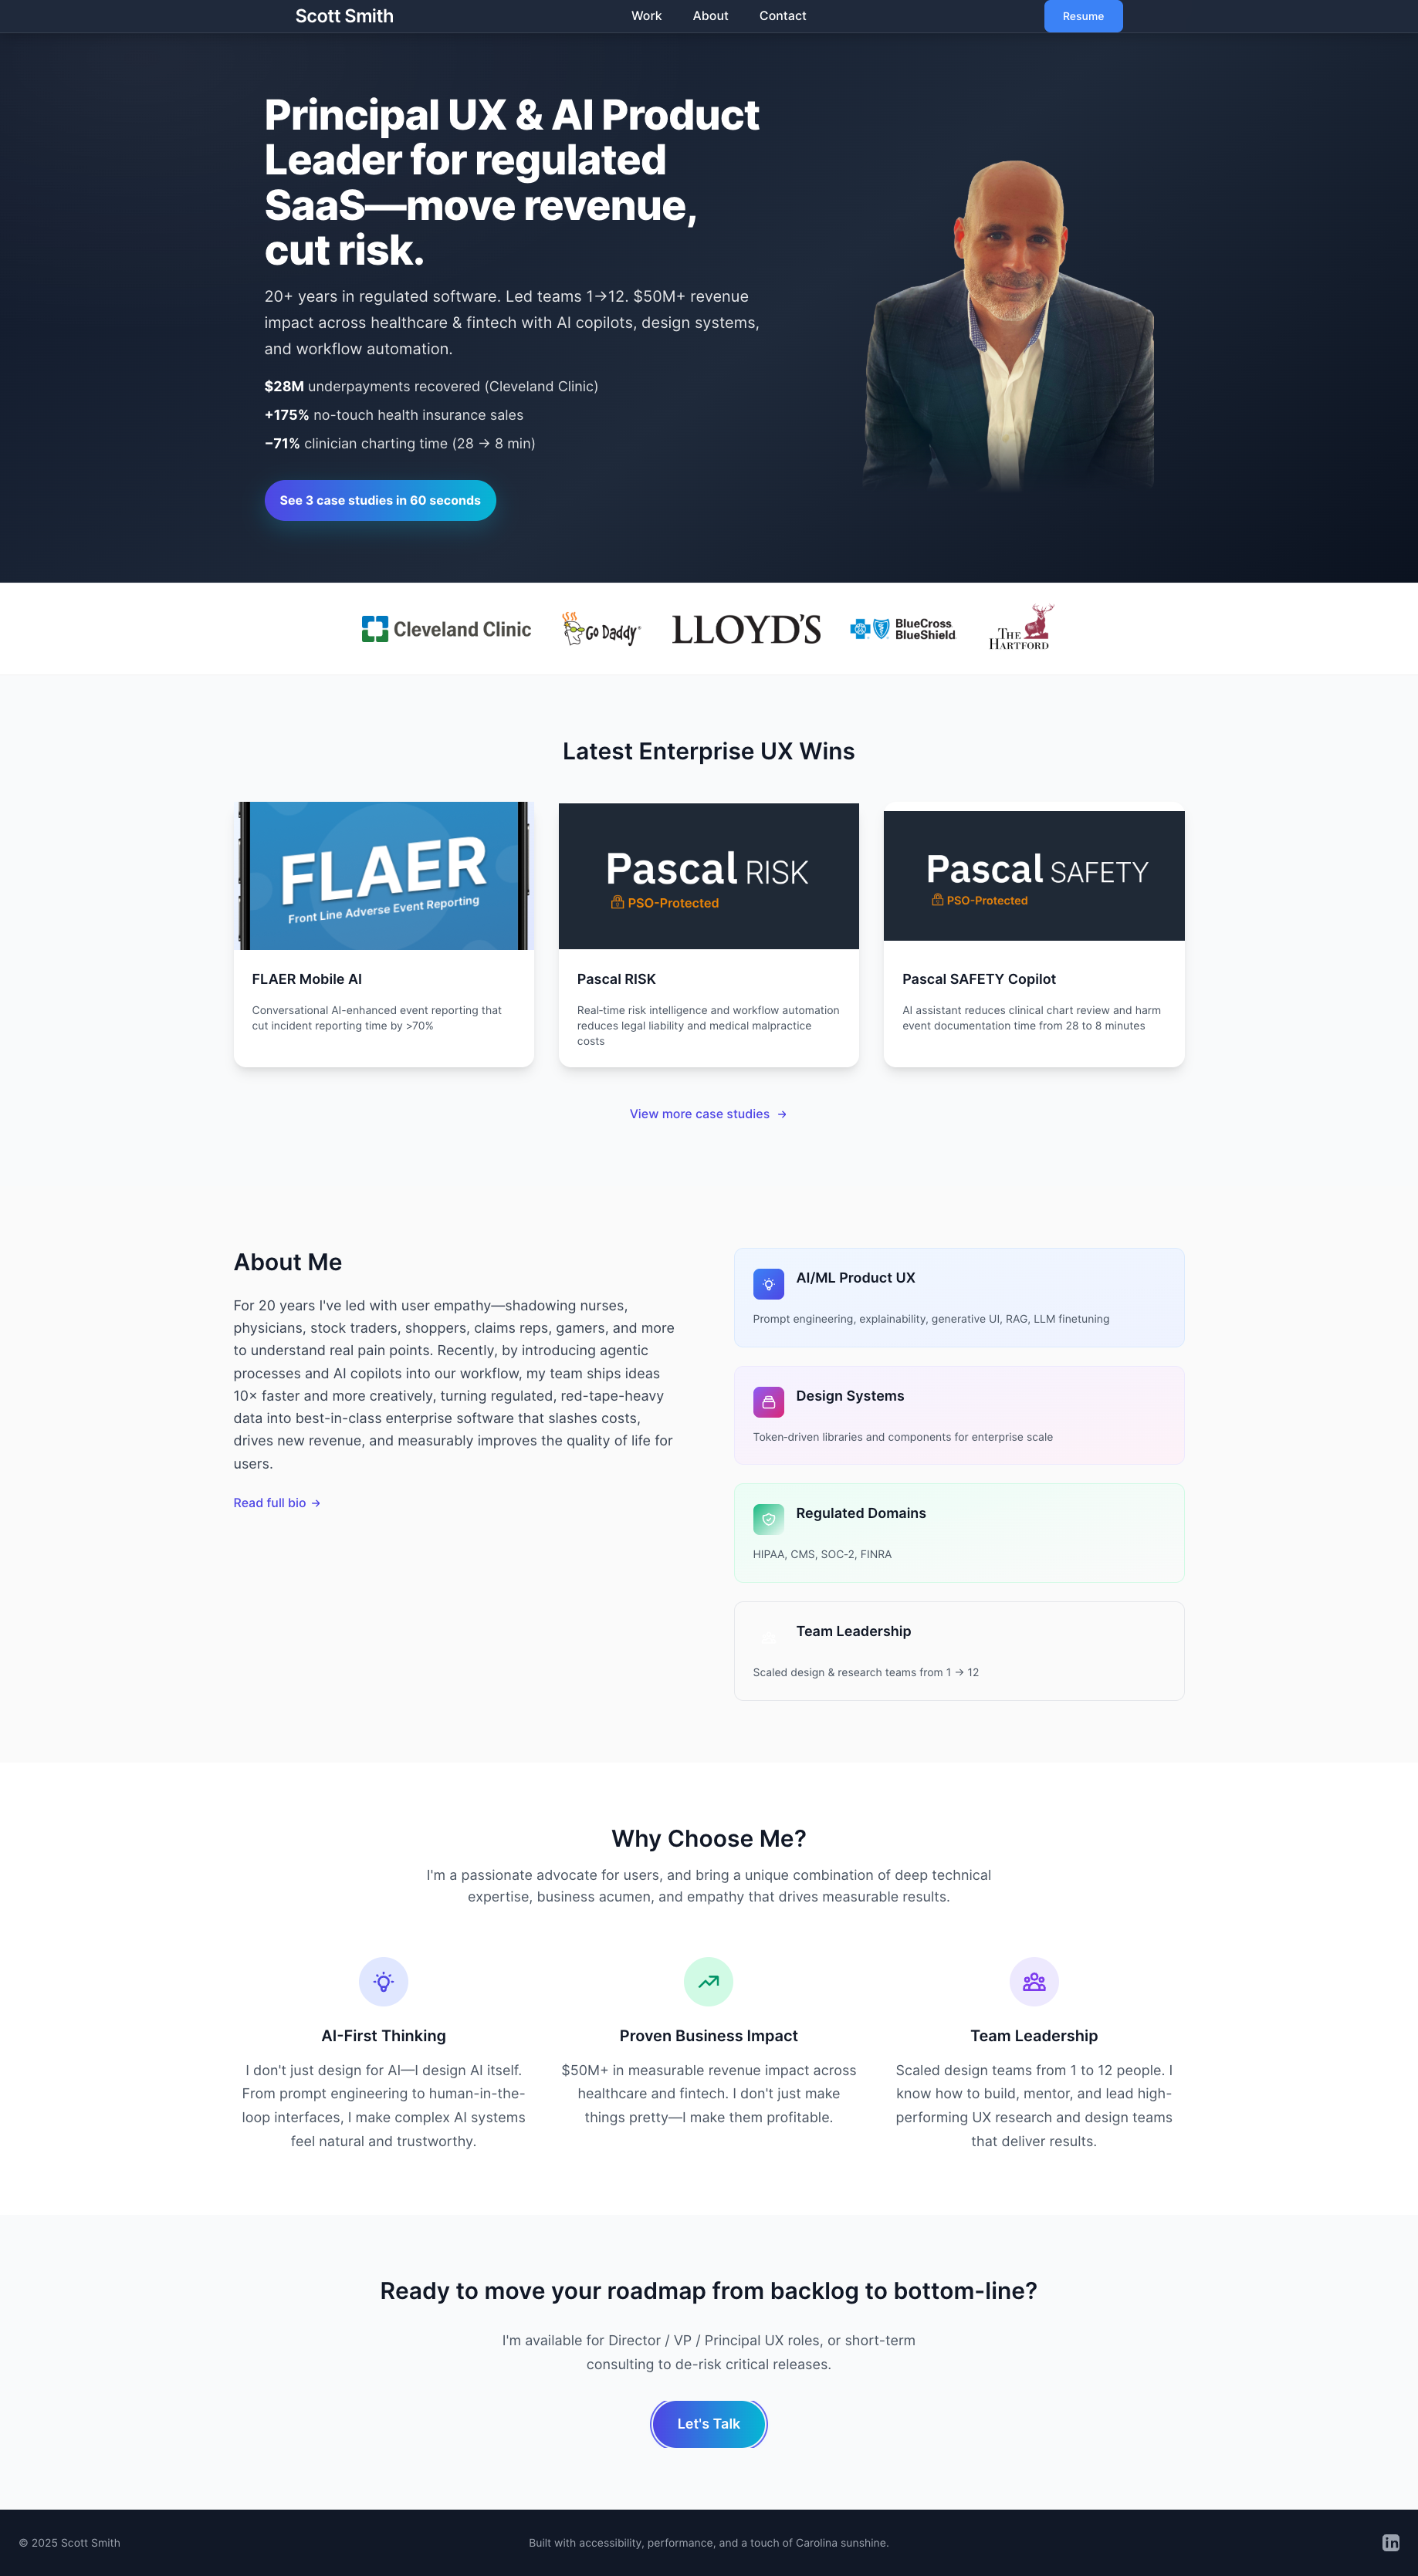 Scott Smith
Work
About
Contact
Resume
Principal UX & AI Product
Leader for regulated
SaaS—move revenue,
cut risk.
20+ years in regulated software. Led teams 1→12. $50M+ revenue
impact across healthcare & fintech with AI copilots, design systems,
and workflow automation.
$28M underpayments recovered (Cleveland Clinic)
+175% no-touch health insurance sales
−71% clinician charting time (28 → 8 min)
See 3 case studies in 60 seconds
Cleveland Clinic
Go Daddy
LLOYD'S
BlueCross
BlueShield
THE
HARTFORD
Latest Enterprise UX Wins
FLAER
Front Line Adverse Event Reporting
FLAER Mobile AI
Conversational AI-enhanced event reporting that
cut incident reporting time by >70%
Pascal RISK
PSO-Protected
Pascal RISK
Real-time risk intelligence and workflow automation
reduces legal liability and medical malpractice
costs
Pascal SAFETY
PSO-Protected
Pascal SAFETY Copilot
AI assistant reduces clinical chart review and harm
event documentation time from 28 to 8 minutes
View more case studies →
About Me
For 20 years I've led with user empathy—shadowing nurses,
physicians, stock traders, shoppers, claims reps, gamers, and more
to understand real pain points. Recently, by introducing agentic
processes and AI copilots into our workflow, my team ships ideas
10× faster and more creatively, turning regulated, red-tape-heavy
data into best-in-class enterprise software that slashes costs,
drives new revenue, and measurably improves the quality of life for
users.
Read full bio →
AI/ML Product UX
Prompt engineering, explainability, generative UI, RAG, LLM finetuning
Design Systems
Token-driven libraries and components for enterprise scale
Regulated Domains
HIPAA, CMS, SOC-2, FINRA
Team Leadership
Scaled design & research teams from 1 → 12
Why Choose Me?
I'm a passionate advocate for users, and bring a unique combination of deep technical
expertise, business acumen, and empathy that drives measurable results.
AI-First Thinking
I don't just design for AI—I design AI itself.
From prompt engineering to human-in-the-
loop interfaces, I make complex AI systems
feel natural and trustworthy.
Proven Business Impact
$50M+ in measurable revenue impact across
healthcare and fintech. I don't just make
things pretty—I make them profitable.
Team Leadership
Scaled design teams from 1 to 12 people. I
know how to build, mentor, and lead high-
performing UX research and design teams
that deliver results.
Ready to move your roadmap from backlog to bottom-line?
I'm available for Director / VP / Principal UX roles, or short-term
consulting to de-risk critical releases.
Let's Talk
© 2025 Scott Smith
Built with accessibility, performance, and a touch of Carolina sunshine.
in